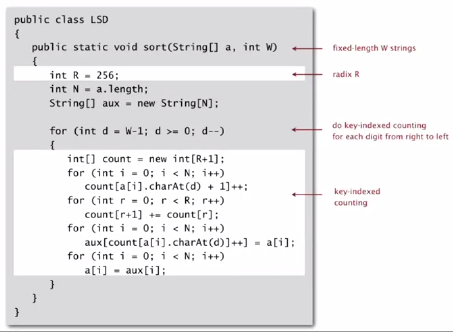 public class LSD
{
public static void sort(String[] a, int W)
fixed-length W strings
{
int R = 256;
radix R
int N = a.length;
String[] aux = new String[N];
for (int d = W-1; d >= 0; d--)
do key-indexed counting
for each digit from right to left
{
int[] count = new int[R+1];
for (int i = 0; i < N; i++)
count[a[i].charAt(d) + 1]++;
for (int r = 0; r < R; r++)
key-indexed
counting
count[r+1] += count[r];
for (int i = 0; i < N; i++)
aux[count[a[i].charAt(d)]++] = a[i];
for (int i = 0; i < N; i++)
a[i] = aux[i];
}
}
}